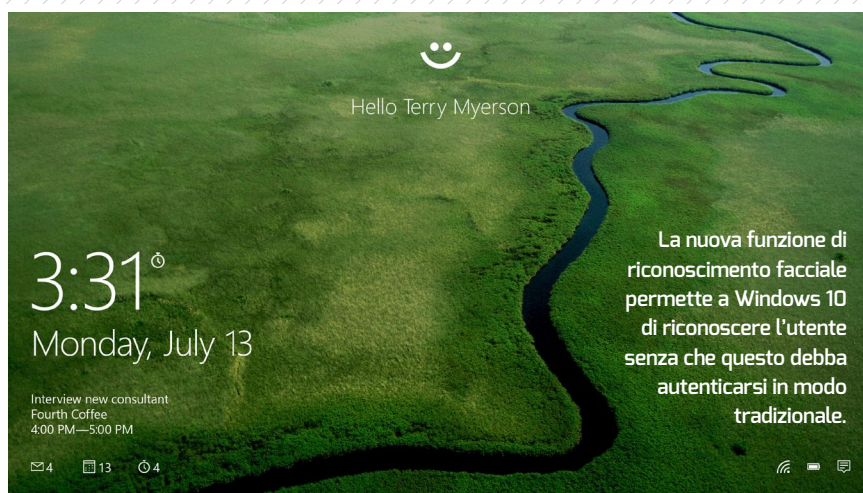 Hello Terry Myerson
3:31
Monday, July 13
Interview new consultant
Fourth Coffee
4:00 PM—5:00 PM
4 13 4
La nuova funzione di
riconoscimento facciale
permette a Windows 10
di riconoscere l'utente
senza che questo debba
autenticarsi in modo
tradizionale.